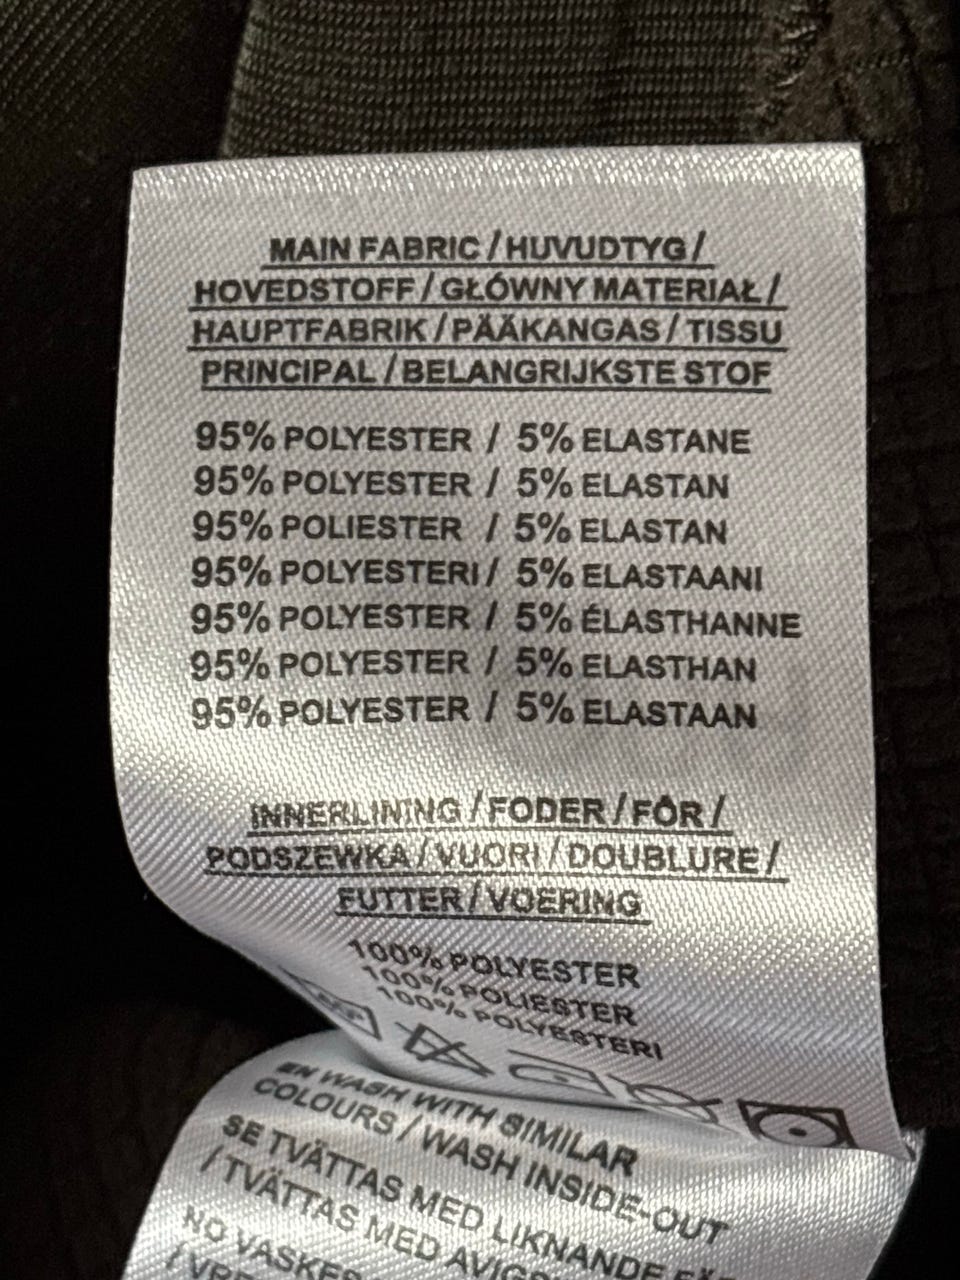 MAIN FABRIC / HUVUDTYG /
HOVEDSTOFF / GŁÓWNY MATERIAŁ /
HAUPTFABRIK / PÄÄKANGAS / TISSU
PRINCIPAL / BELANGRIJKSTE STOF
95% POLYESTER / 5% ELASTANE
95% POLYESTER / 5% ELASTAN
95% POLIESTER / 5% ELASTAN
95% POLYESTERI / 5% ELASTAANI
95% POLYESTER / 5% ÉLASTHANNE
95% POLYESTER / 5% ELASTHAN
95% POLYESTER / 5% ELASTAAN
INNERLINING / FODER / FÔR /
PODSZEWKA / VUORI / DOUBLURE /
FUTTER / VOERING
100% POLYESTER
100% POLIESTER
100% POLYESTERI
EN WASH WITH SIMILAR
COLOURS / WASH INSIDE-OUT
SE TVÄTTAS MED LIKNANDE
/ TVÄTTAS MED
NO VASKES